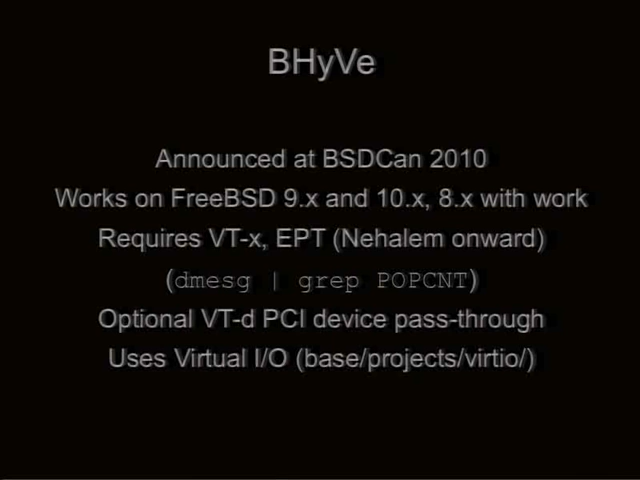 BHyVe
Announced at BSDCan 2010
Works on FreeBSD 9.x and 10.x, 8.x with work
Requires VT-x, EPT (Nehalem onward)
(dmesg | grep POPCNT)
Optional VT-d PCI device pass-through
Uses Virtual I/O (base/projects/virtio/)